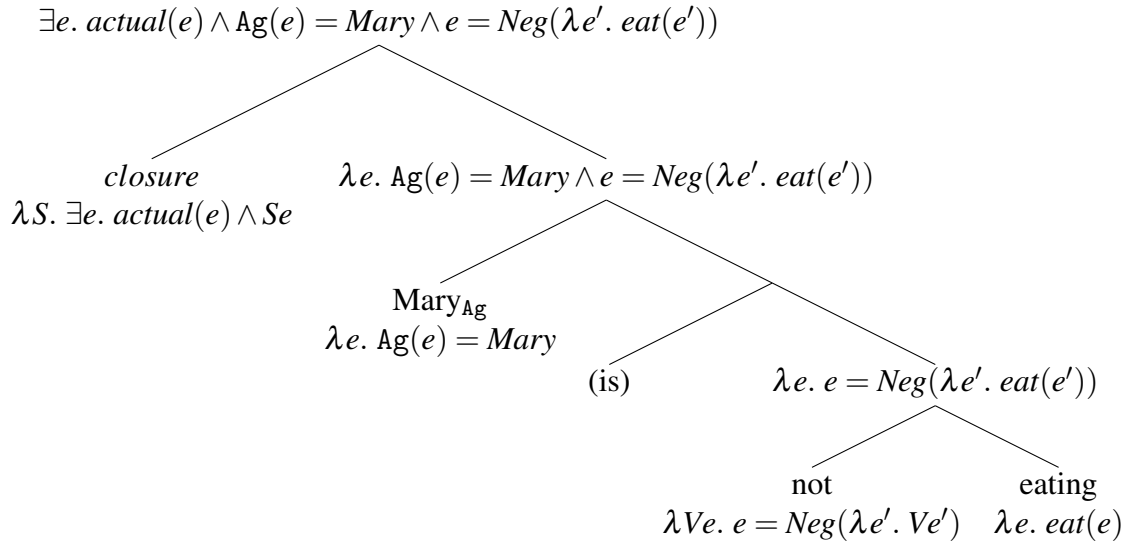 ∃e. actual(e) ∧ Ag(e) = Mary ∧ e = Neg(λe′. eat(e′))
closure
λS. ∃e. actual(e) ∧ Se
λe. Ag(e) = Mary ∧ e = Neg(λe′. eat(e′))
Mary_Ag
λe. Ag(e) = Mary
(is)
λe. e = Neg(λe′. eat(e′))
not
λVe. e = Neg(λe′. Ve′)
eating
λe. eat(e)